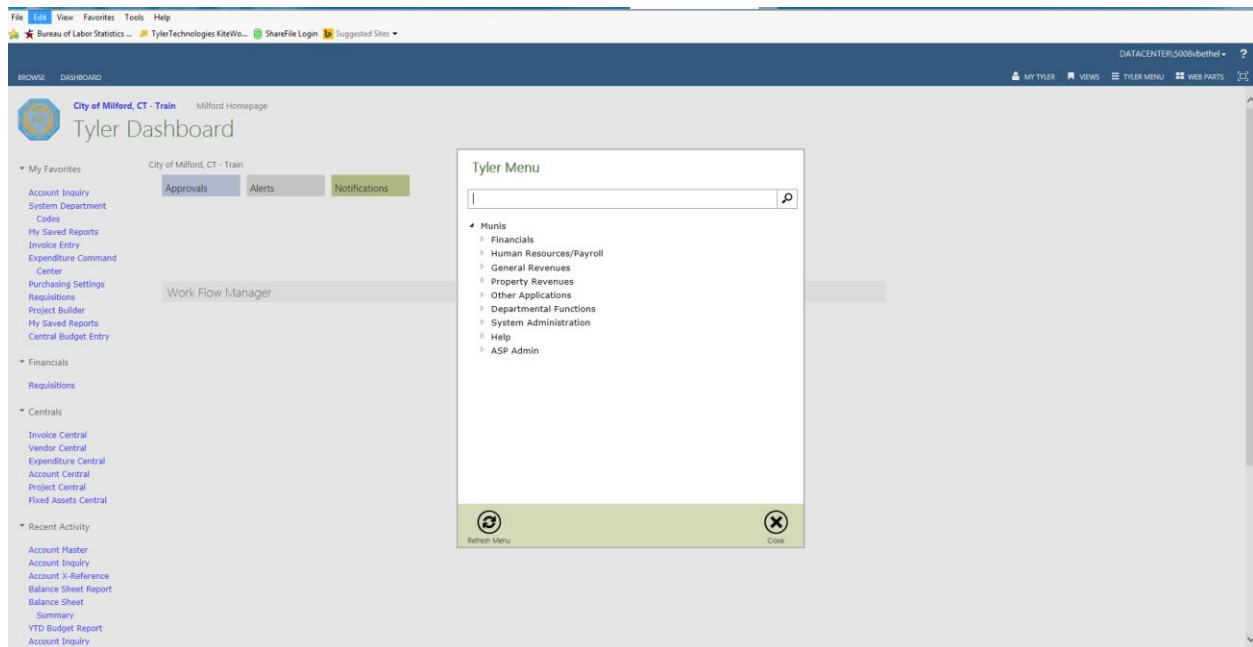 File Edit View Favorites Tools Help
Bureau of Labor Statistics ... TylerTechnologies KiteWo... ShareFile Login Suggested Sites
DATACENTER\5008vbethel ?
BROWSE DASHBOARD MY TYLER VIEWS TYLER MENU WEB PARTS
City of Milford, CT - Train Milford Homepage
Tyler Dashboard
My Favorites
Account Inquiry
System Department
Codes
My Saved Reports
Invoice Entry
Expenditure Command
Center
Purchasing Settings
Requisitions
Project Builder
My Saved Reports
Central Budget Entry
Financials
Requisitions
Centrals
Invoice Central
Vendor Central
Expenditure Central
Account Central
Project Central
Fixed Assets Central
Recent Activity
Account Master
Account Inquiry
Account X-Reference
Balance Sheet Report
Balance Sheet
Summary
YTD Budget Report
Account Inquiry
City of Milford, CT - Train
Approvals Alerts Notifications
Work Flow Manager
Tyler Menu
Munis
Financials
Human Resources/Payroll
General Revenues
Property Revenues
Other Applications
Departmental Functions
System Administration
Help
ASP Admin
Refresh Menu Close